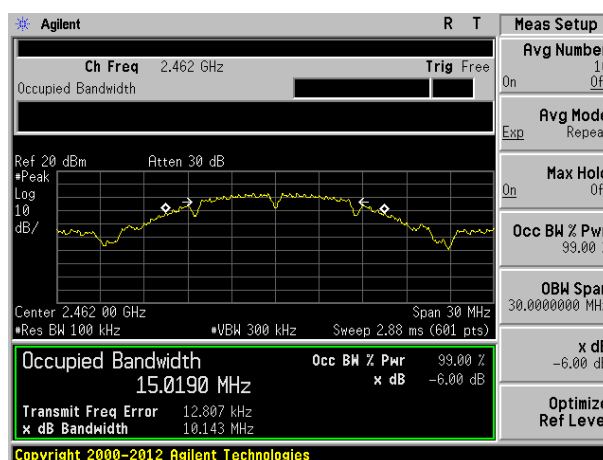 Agilent R T
Ch Freq 2.462 GHz Trig Free
Occupied Bandwidth
Ref 20 dBm Atten 30 dB
#Peak
Log
10
dB/
Center 2.462 00 GHz Span 30 MHz
#Res BW 100 kHz #VBW 300 kHz Sweep 2.88 ms (601 pts)
Occupied Bandwidth Occ BW % Pwr 99.00 %
15.0190 MHz x dB -6.00 dB
Transmit Freq Error 12.807 kHz
x dB Bandwidth 10.143 MHz
Copyright 2000-2012 Agilent Technologies
Meas Setup
Avg Number
10
On Of
Avg Mode
Exp Repea
Max Hold
On Of
Occ BW % Pwr
99.00
OBW Span
30.0000000 MH
x dB
-6.00 d
Optimize
Ref Level